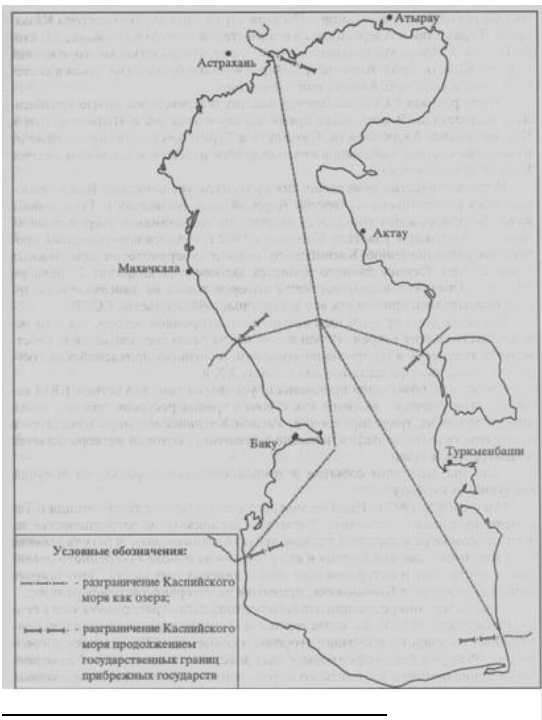 Атырау
Астрахань
Актау
Махачкала
Баку
Туркменбаши
Условные обозначения:
- разграничение Каспийского
моря как озера;
- разграничение Каспийского
моря продолжением
государственных границ
прибрежных государств